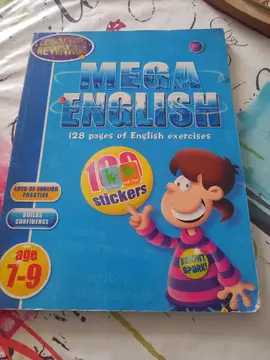 REWARDS
MEGA
ENGLISH
128 pages of English exercises
100
stickers
LOTS OF ENGLISH
PRACTICE
BUILDS
CONFIDENCE
age
7-9
BRIGHT
SPARK!